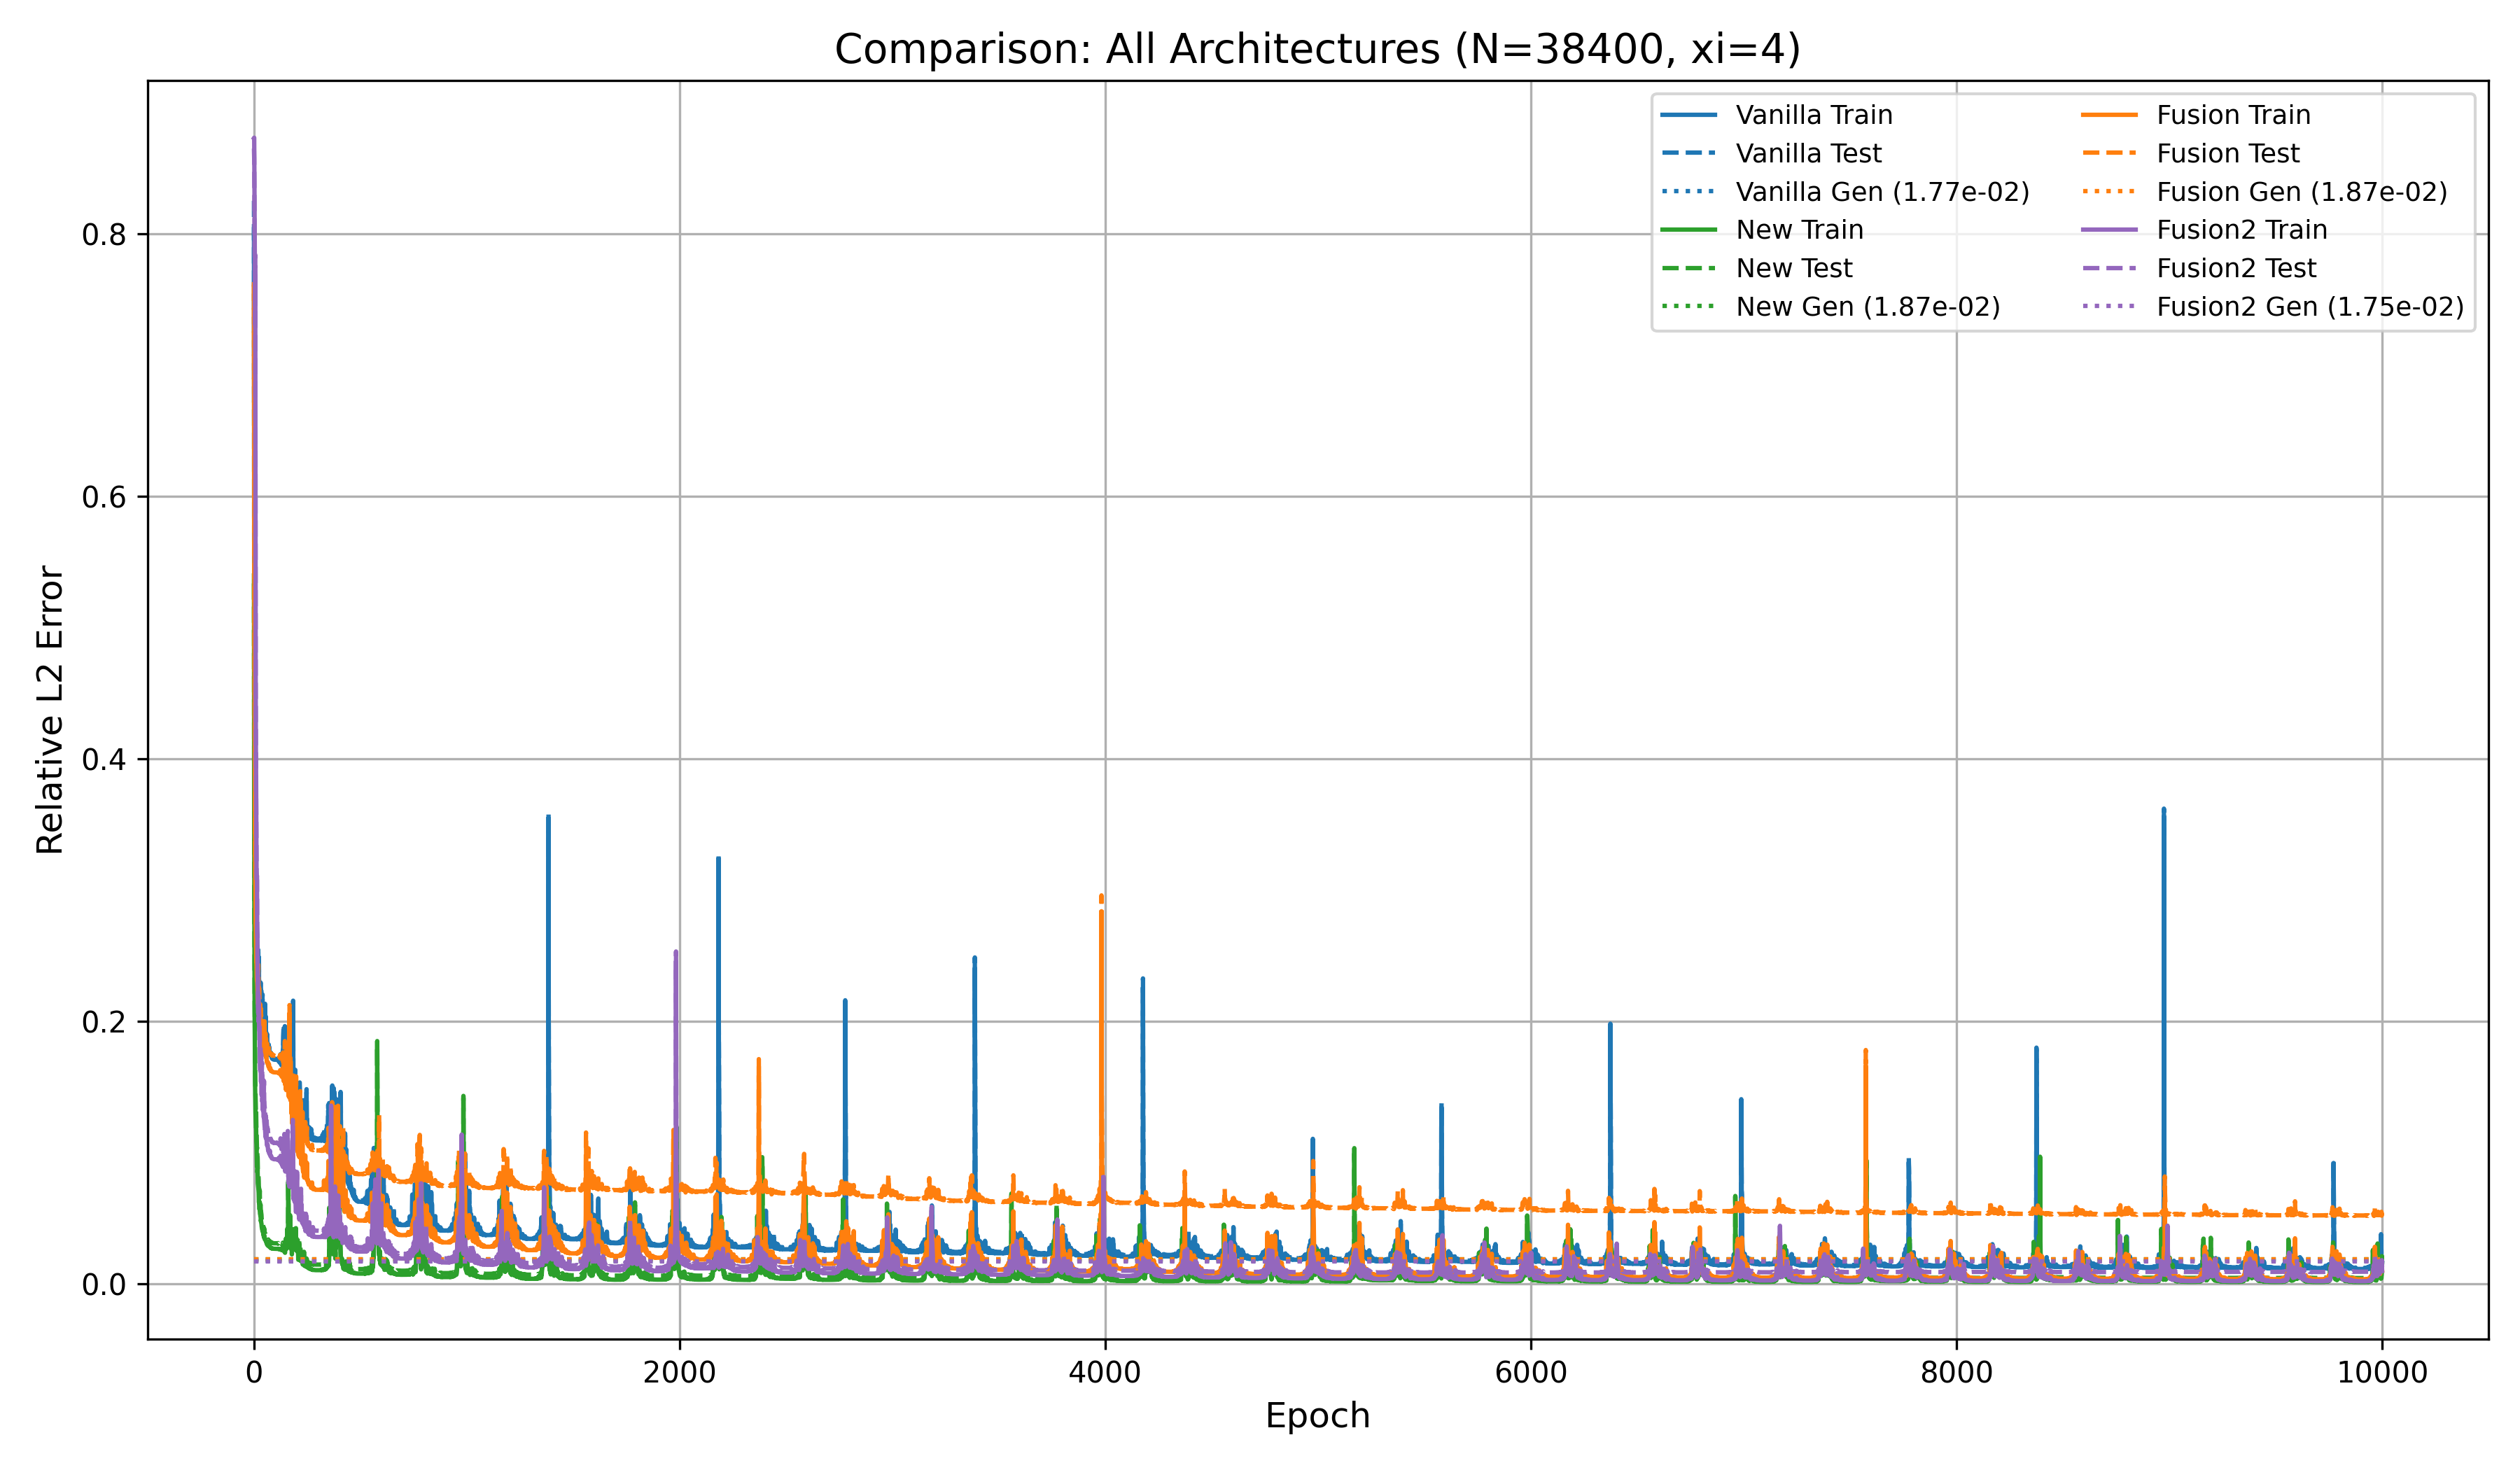 Comparison: All Architectures (N=38400, xi=4)
Vanilla Train
Vanilla Test
Vanilla Gen (1.77e-02)
New Train
New Test
New Gen (1.87e-02)
Fusion Train
Fusion Test
Fusion Gen (1.87e-02)
Fusion2 Train
Fusion2 Test
Fusion2 Gen (1.75e-02)
Relative L2 Error
0.8
0.6
0.4
0.2
0.0
0 2000 4000 6000 8000 10000
Epoch